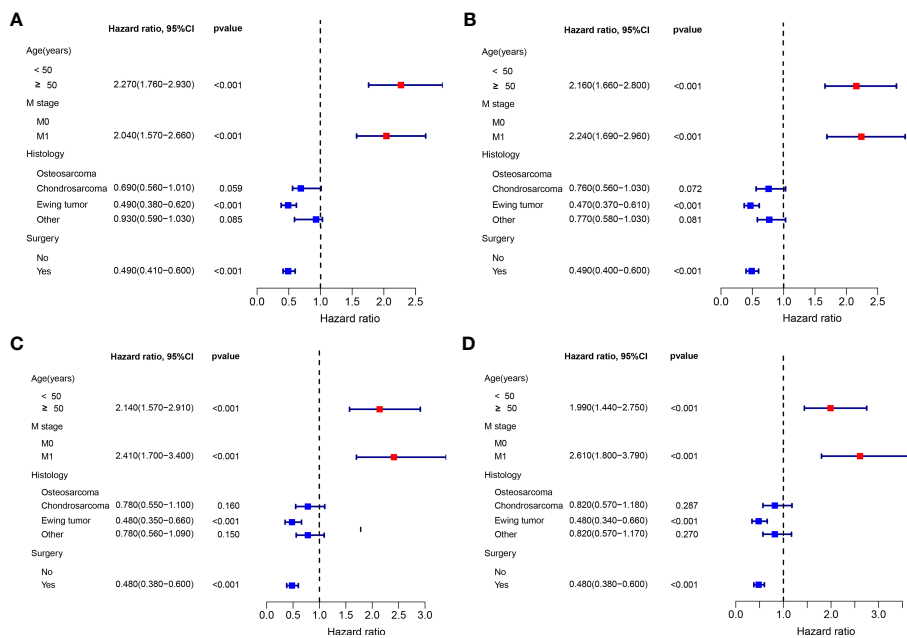 A
Hazard ratio, 95%CI pvalue
Age(years)
< 50
≥ 50 2.270(1.760−2.930) <0.001
M stage
M0
M1 2.040(1.570−2.660) <0.001
Histology
Osteosarcoma
Chondrosarcoma 0.690(0.560−1.010) 0.059
Ewing tumor 0.490(0.380−0.620) <0.001
Other 0.930(0.590−1.030) 0.085
Surgery
No
Yes 0.490(0.410−0.600) <0.001
0.0 0.5 1.0 1.5 2.0 2.5
Hazard ratio
B
Hazard ratio, 95%CI pvalue
Age(years)
< 50
≥ 50 2.160(1.660−2.800) <0.001
M stage
M0
M1 2.240(1.690−2.960) <0.001
Histology
Osteosarcoma
Chondrosarcoma 0.760(0.560−1.030) 0.072
Ewing tumor 0.470(0.370−0.610) <0.001
Other 0.770(0.580−1.030) 0.081
Surgery
No
Yes 0.490(0.400−0.600) <0.001
0.0 0.5 1.0 1.5 2.0 2.5
Hazard ratio
C
Hazard ratio, 95%CI pvalue
Age(years)
< 50
≥ 50 2.140(1.570−2.910) <0.001
M stage
M0
M1 2.410(1.700−3.400) <0.001
Histology
Osteosarcoma
Chondrosarcoma 0.780(0.550−1.100) 0.160
Ewing tumor 0.480(0.350−0.660) <0.001
Other 0.780(0.560−1.090) 0.150
Surgery
No
Yes 0.480(0.380−0.600) <0.001
0.0 0.5 1.0 1.5 2.0 2.5 3.0
Hazard ratio
D
Hazard ratio, 95%CI pvalue
Age(years)
< 50
≥ 50 1.990(1.440−2.750) <0.001
M stage
M0
M1 2.610(1.800−3.790) <0.001
Histology
Osteosarcoma
Chondrosarcoma 0.820(0.570−1.180) 0.287
Ewing tumor 0.480(0.340−0.660) <0.001
Other 0.820(0.570−1.170) 0.270
Surgery
No
Yes 0.480(0.380−0.600) <0.001
0.0 1.0 2.0 3.0
Hazard ratio